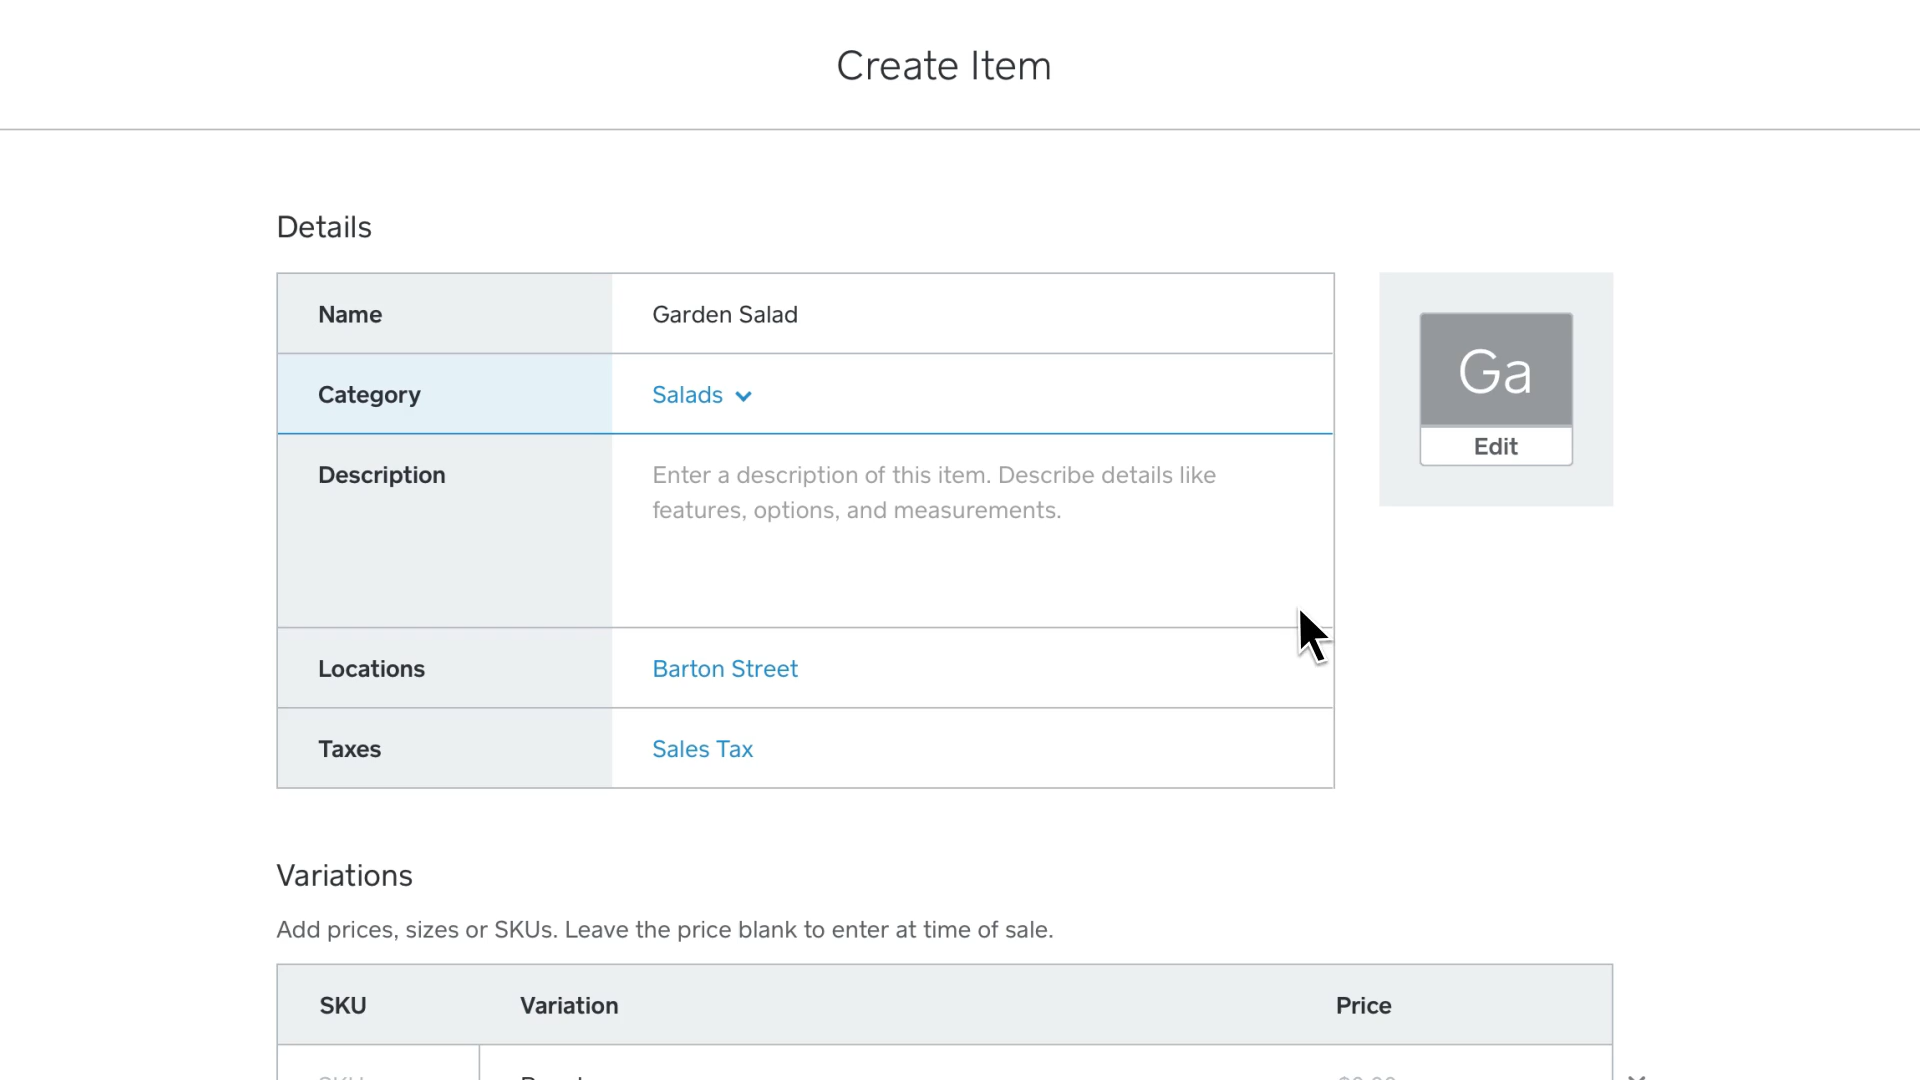 Create Item
Details
Name
Garden Salad
Category
Salads
Description
Enter a description of this item. Describe details like
features, options, and measurements.
Locations
Barton Street
Taxes
Sales Tax
Ga
Edit
Variations
Add prices, sizes or SKUs. Leave the price blank to enter at time of sale.
SKU Variation Price